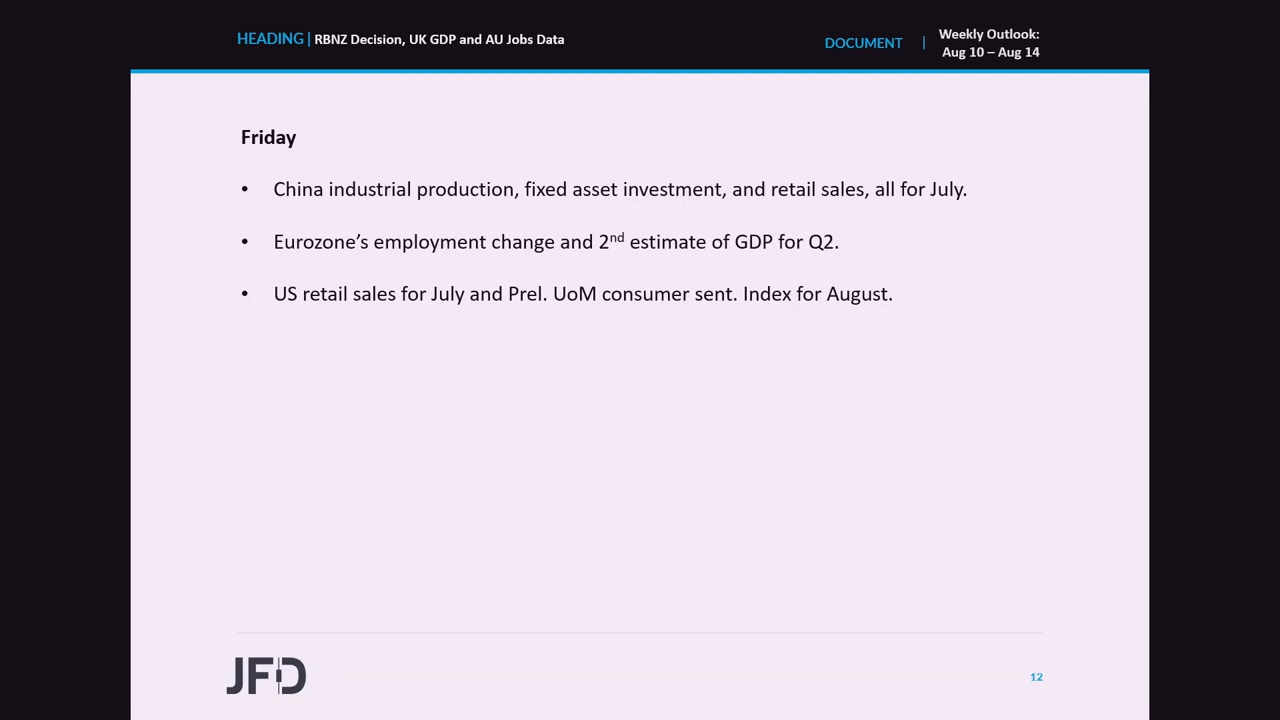 HEADING | RBNZ Decision, UK GDP and AU Jobs Data
DOCUMENT | Weekly Outlook:
Aug 10 – Aug 14
Friday
• China industrial production, fixed asset investment, and retail sales, all for July.
• Eurozone’s employment change and 2nd estimate of GDP for Q2.
• US retail sales for July and Prel. UoM consumer sent. Index for August.
JFD
12